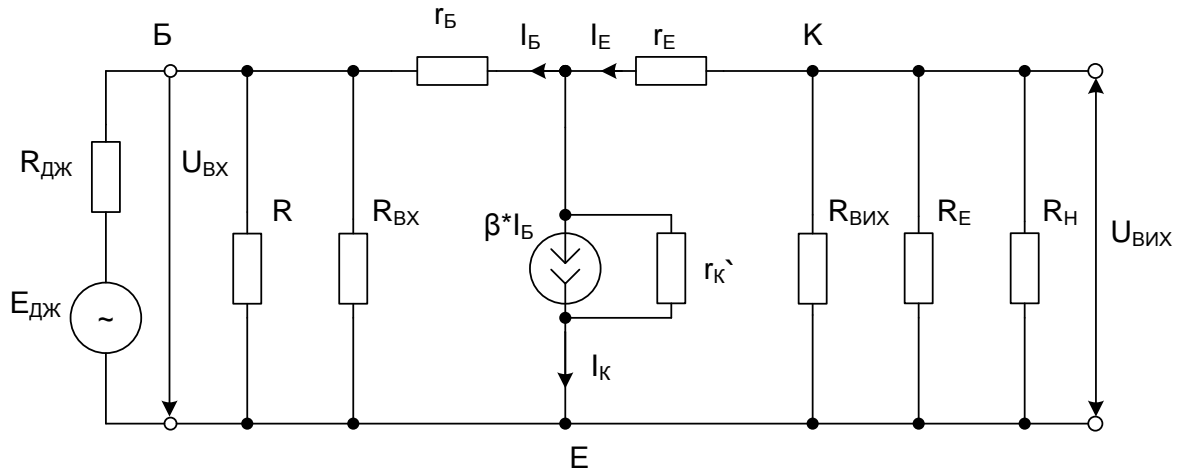 r_Б
Б
I_Б
I_Е
r_Е
К
R_ДЖ
U_ВХ
R
R_ВХ
β*I_Б
r_К`
R_ВИХ
R_Е
R_Н
U_ВИХ
Е_ДЖ
~
I_К
Е